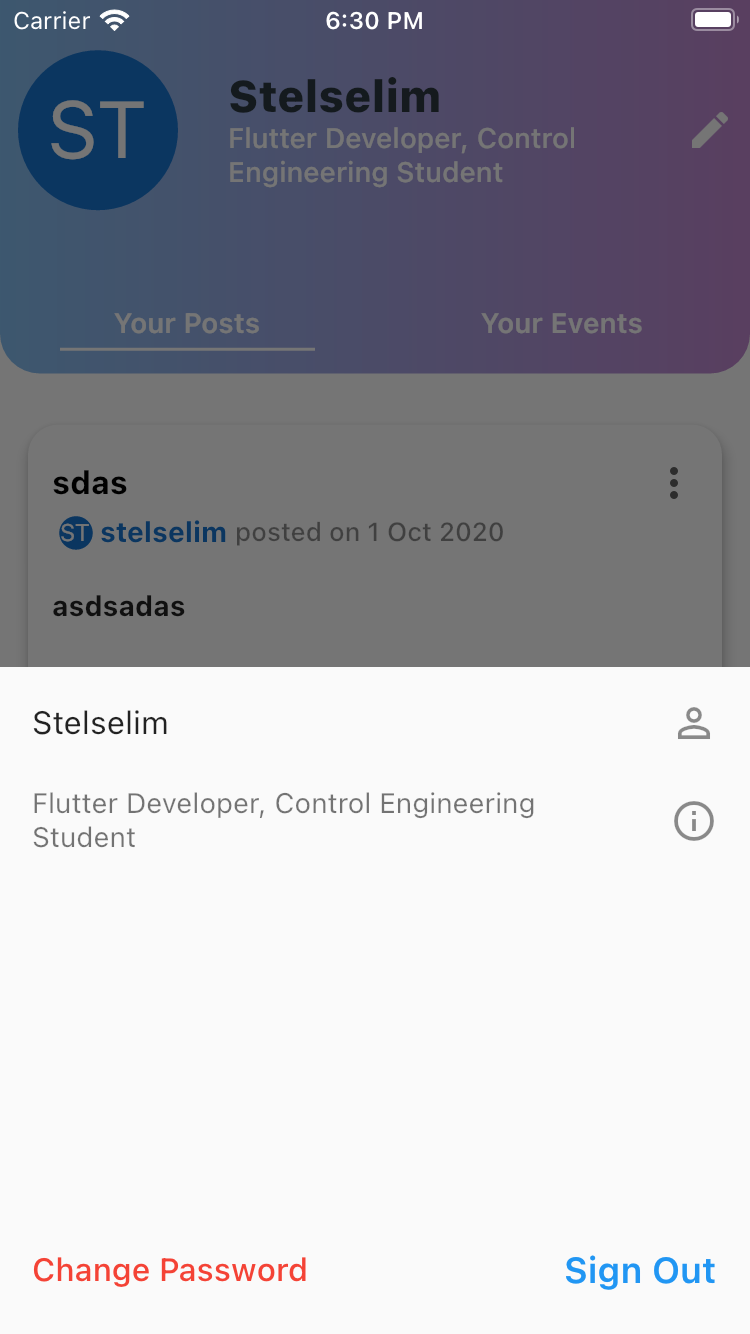 Carrier 6:30 PM
ST
Stelselim
Flutter Developer, Control
Engineering Student
Your Posts Your Events
sdas
ST stelselim posted on 1 Oct 2020
asdsadas
Stelselim
Flutter Developer, Control Engineering
Student
Change Password Sign Out